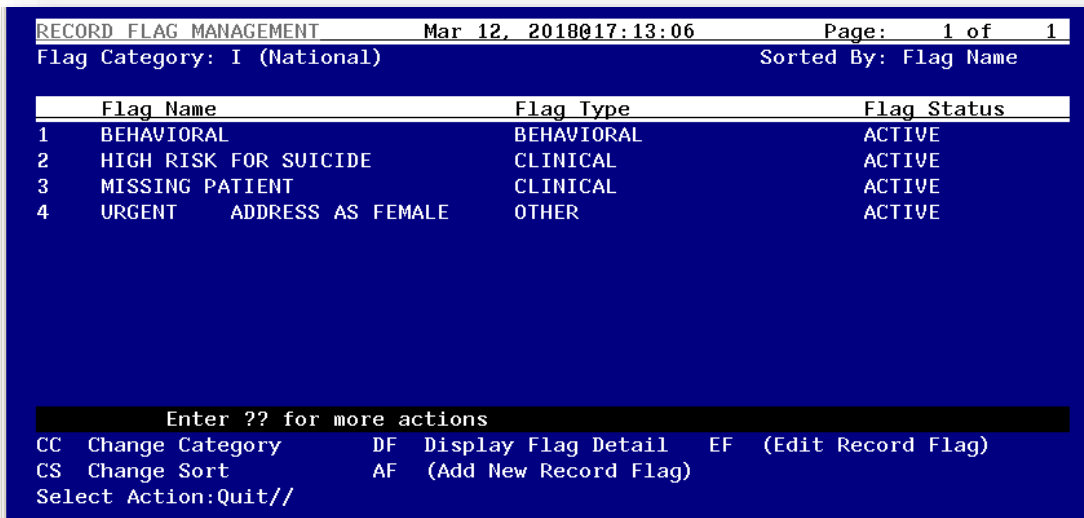 RECORD FLAG MANAGEMENT Mar 12, 2018@17:13:06 Page: 1 of 1
Flag Category: I (National) Sorted By: Flag Name
Flag Name Flag Type Flag Status
1 BEHAVIORAL BEHAVIORAL ACTIVE
2 HIGH RISK FOR SUICIDE CLINICAL ACTIVE
3 MISSING PATIENT CLINICAL ACTIVE
4 URGENT ADDRESS AS FEMALE OTHER ACTIVE
Enter ?? for more actions
CC Change Category DF Display Flag Detail EF (Edit Record Flag)
CS Change Sort AF (Add New Record Flag)
Select Action:Quit//